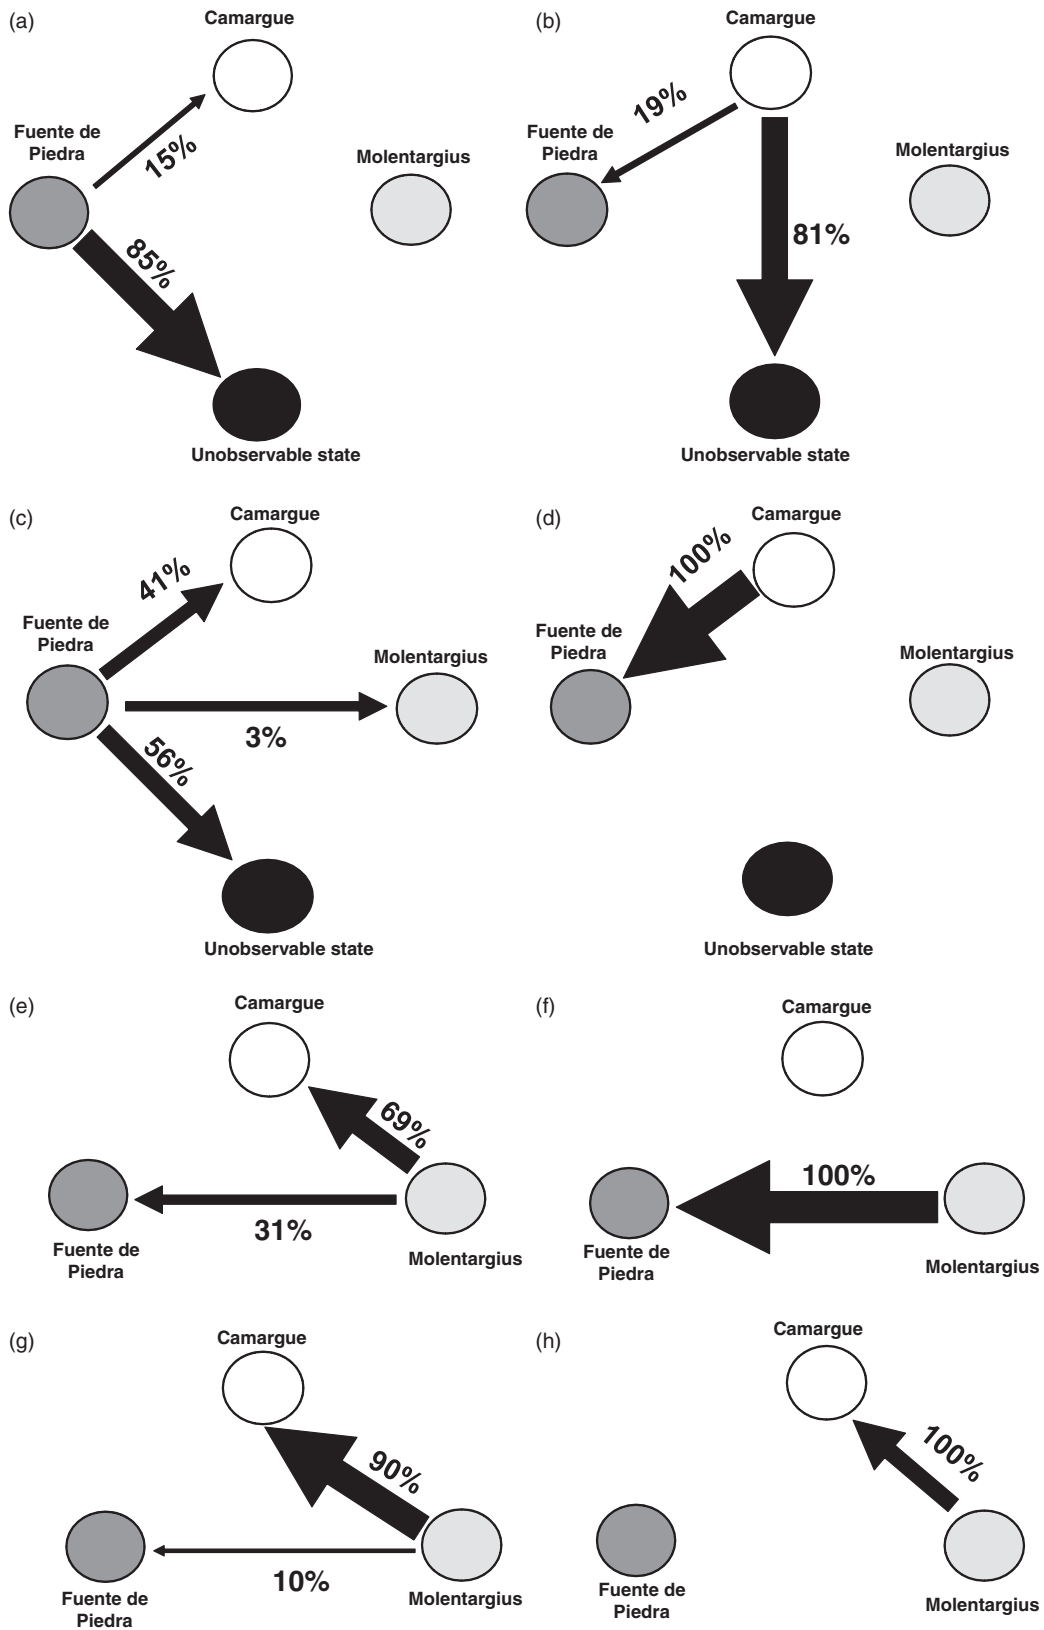 (a)
Camargue
Fuente de
Piedra
15%
Molentargius
85%
Unobservable state
(b)
Camargue
19%
Fuente de
Piedra
Molentargius
81%
Unobservable state
(c)
Camargue
41%
Fuente de
Piedra
Molentargius
3%
56%
Unobservable state
(d)
Camargue
100%
Fuente de
Piedra
Molentargius
Unobservable state
(e)
Camargue
69%
31%
Fuente de
Piedra
Molentargius
(f)
Camargue
100%
Fuente de
Piedra
Molentargius
(g)
Camargue
90%
10%
Fuente de
Piedra
Molentargius
(h)
Camargue
100%
Fuente de
Piedra
Molentargius